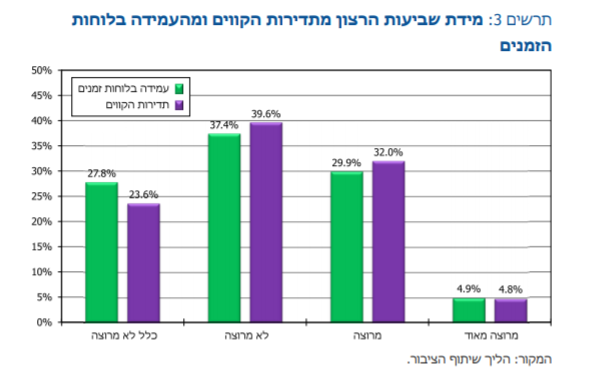 תרשים 3: מידת שביעות הרצון מתדירות הקווים ומהעמידה בלוחות
הזמנים
50%
45%
40%
35%
30%
25%
20%
15%
10%
5%
0%
עמידה בלוחות זמנים
תדירות הקווים
27.8%
23.6%
37.4%
39.6%
29.9%
32.0%
4.9%
4.8%
כלל לא מרוצה
לא מרוצה
מרוצה
מרוצה מאוד
המקור: הליך שיתוף הציבור.